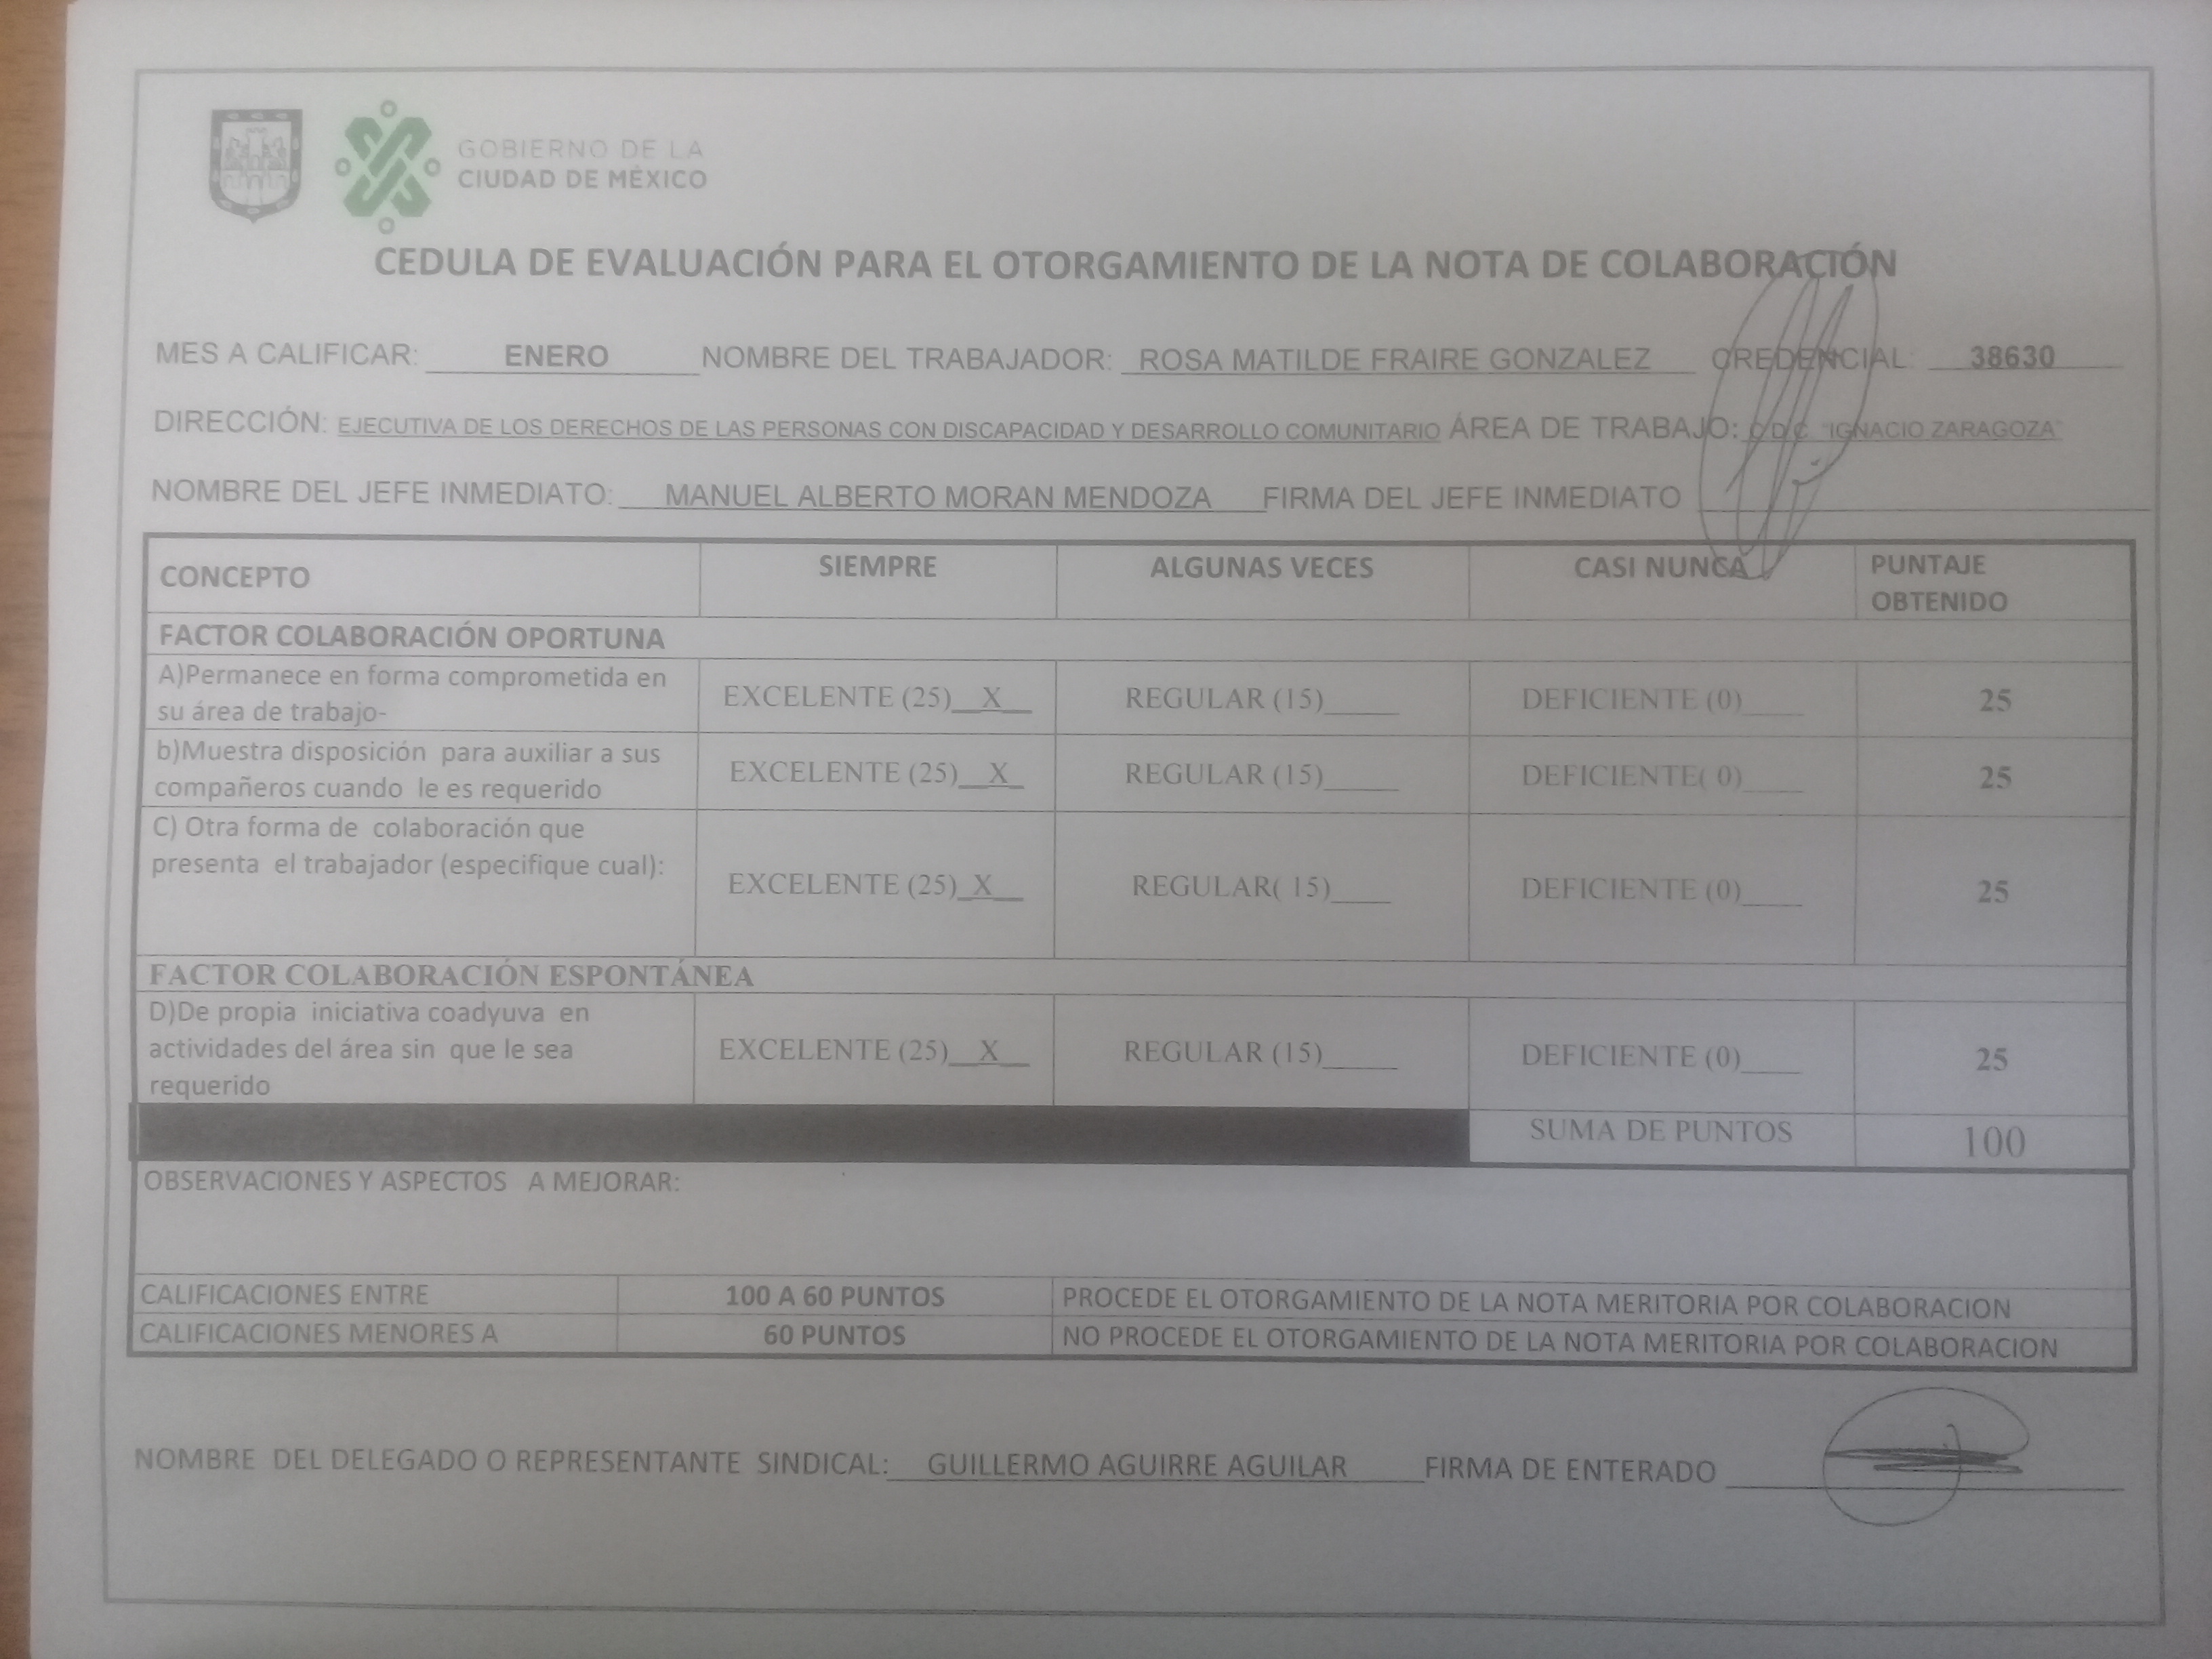 GOBIERNO DE LA
CIUDAD DE MÉXICO
CEDULA DE EVALUACIÓN PARA EL OTORGAMIENTO DE LA NOTA DE COLABORACIÓN
MES A CALIFICAR: ENERO NOMBRE DEL TRABAJADOR: ROSA MATILDE FRAIRE GONZALEZ CREDENCIAL: 38630
DIRECCIÓN: EJECUTIVA DE LOS DERECHOS DE LAS PERSONAS CON DISCAPACIDAD Y DESARROLLO COMUNITARIO ÁREA DE TRABAJO: C.D.C. "IGNACIO ZARAGOZA"
NOMBRE DEL JEFE INMEDIATO: MANUEL ALBERTO MORAN MENDOZA FIRMA DEL JEFE INMEDIATO
CONCEPTO SIEMPRE ALGUNAS VECES CASI NUNCA PUNTAJE
OBTENIDO
FACTOR COLABORACIÓN OPORTUNA
A)Permanece en forma comprometida en
su área de trabajo-
EXCELENTE (25)__X__ REGULAR (15)_____ DEFICIENTE (0)____ 25
b)Muestra disposición para auxiliar a sus
compañeros cuando le es requerido
EXCELENTE (25)__X_ REGULAR (15)_____ DEFICIENTE( 0)____ 25
C) Otra forma de colaboración que
presenta el trabajador (especifique cual):
EXCELENTE (25)_X__ REGULAR( 15)____ DEFICIENTE (0)____ 25
FACTOR COLABORACIÓN ESPONTÁNEA
D)De propia iniciativa coadyuva en
actividades del área sin que le sea
requerido
EXCELENTE (25)__X__ REGULAR (15)_____ DEFICIENTE (0)____ 25
SUMA DE PUNTOS 100
OBSERVACIONES Y ASPECTOS A MEJORAR:
CALIFICACIONES ENTRE 100 A 60 PUNTOS PROCEDE EL OTORGAMIENTO DE LA NOTA MERITORIA POR COLABORACION
CALIFICACIONES MENORES A 60 PUNTOS NO PROCEDE EL OTORGAMIENTO DE LA NOTA MERITORIA POR COLABORACION
NOMBRE DEL DELEGADO O REPRESENTANTE SINDICAL: GUILLERMO AGUIRRE AGUILAR FIRMA DE ENTERADO